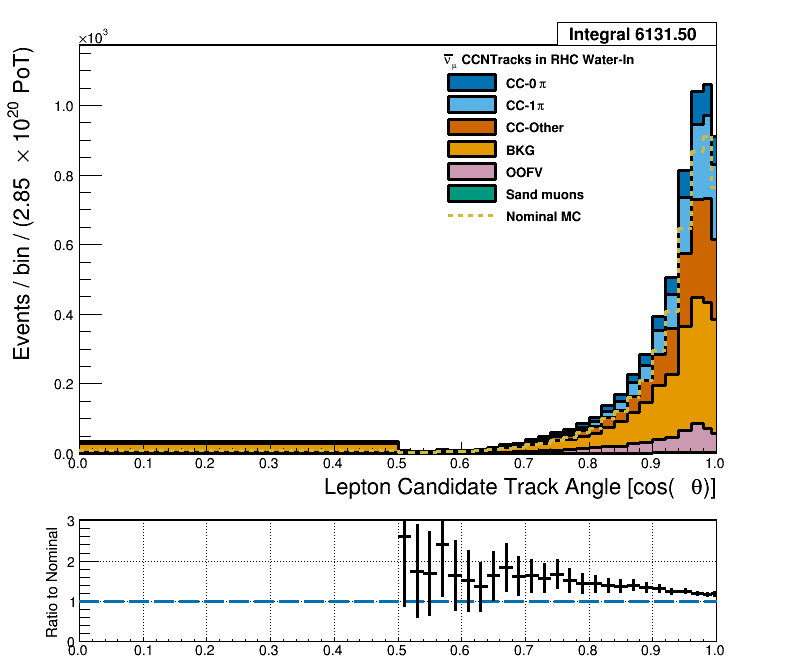 Integral 6131.50
×10³
ν̅μ CCNTracks in RHC Water-In
CC-0 π
CC-1π
CC-Other
BKG
OOFV
Sand muons
Nominal MC
Events / bin / (2.85 × 10²⁰ PoT)
1.0
0.8
0.6
0.4
0.2
0.0
0.0 0.1 0.2 0.3 0.4 0.5 0.6 0.7 0.8 0.9 1.0
Lepton Candidate Track Angle [cos( θ)]
Ratio to Nominal
3
2
1
0
0.0 0.1 0.2 0.3 0.4 0.5 0.6 0.7 0.8 0.9 1.0